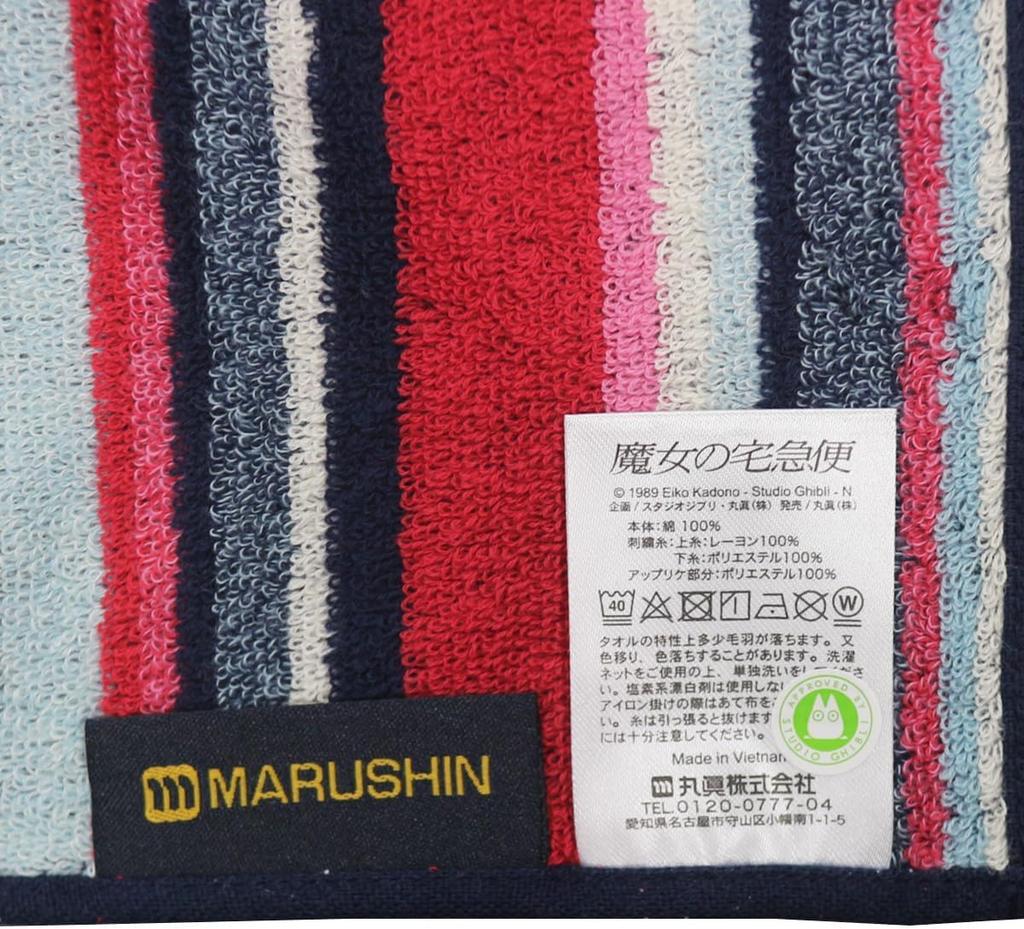 魔女の宅急便
© 1989 Eiko Kadono - Studio Ghibli - N
企画 / スタジオジブリ・丸眞(株) 発売 / 丸眞(株)
本体:綿 100%
刺繍糸:上糸:レーヨン100%
下糸:ポリエステル100%
アップリケ部分:ポリエステル100%
40
W
タオルの特性上多少毛羽が落ちます。又
色移り、色落ちすることがあります。洗濯
ネットをご使用の上、単独洗いを
い。塩素系漂白剤は使用しな
アイロン掛けの際はあて布を
い。糸は引っ張ると抜けます
には十分注意してください。
APPROVED BY
STUDIO GHIBLI
Made in Vietnam
丸眞株式会社
TEL.0120-0777-04
愛知県名古屋市守山区小幡南1-1-5
MARUSHIN